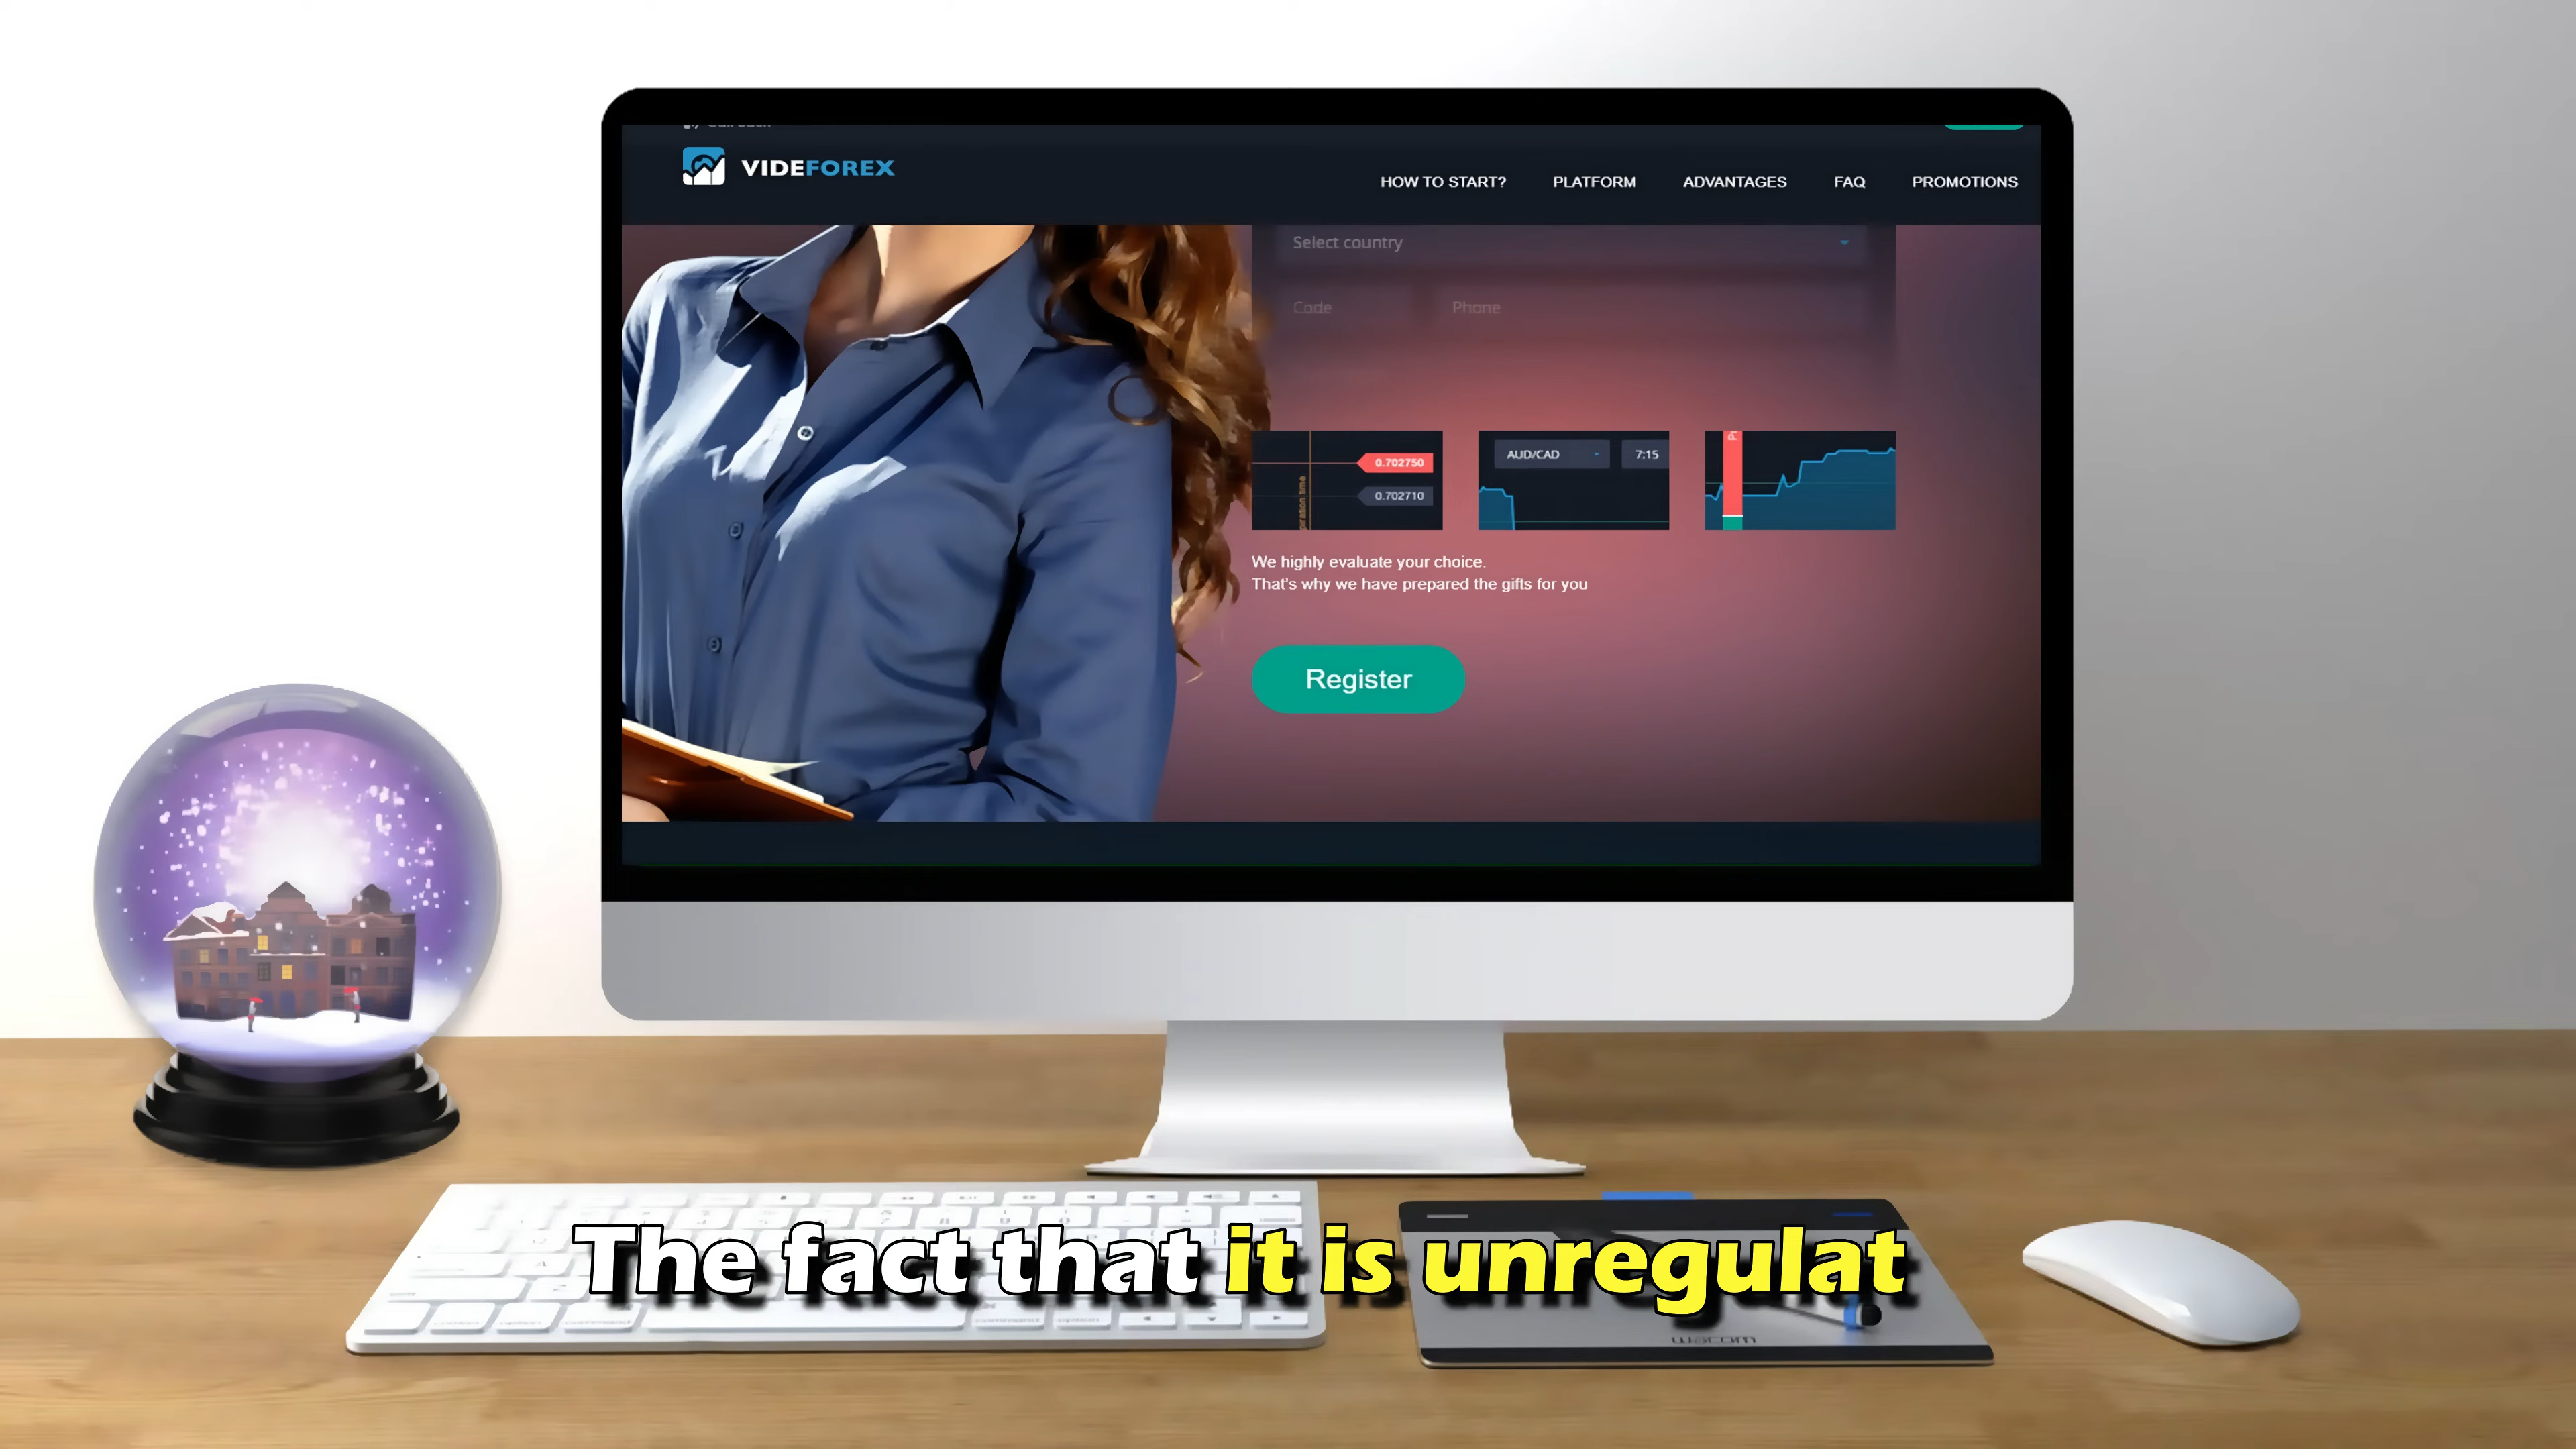 VIDEFOREX
HOW TO START? PLATFORM ADVANTAGES FAQ PROMOTIONS
Select country
Code Phone
0.702750
0.702710
AUD/CAD 7:15
We highly evaluate your choice.
That's why we have prepared the gifts for you
Register
The fact that it is unregulat
wacom